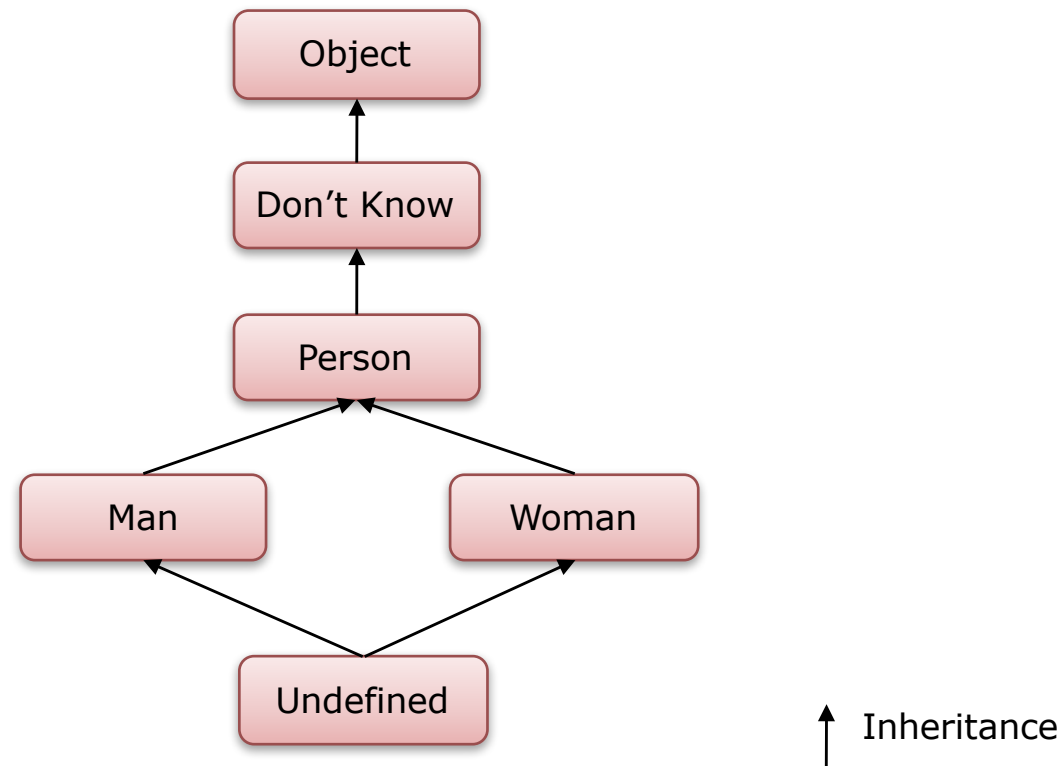 Object
Don’t Know
Person
Man
Woman
Undefined
Inheritance